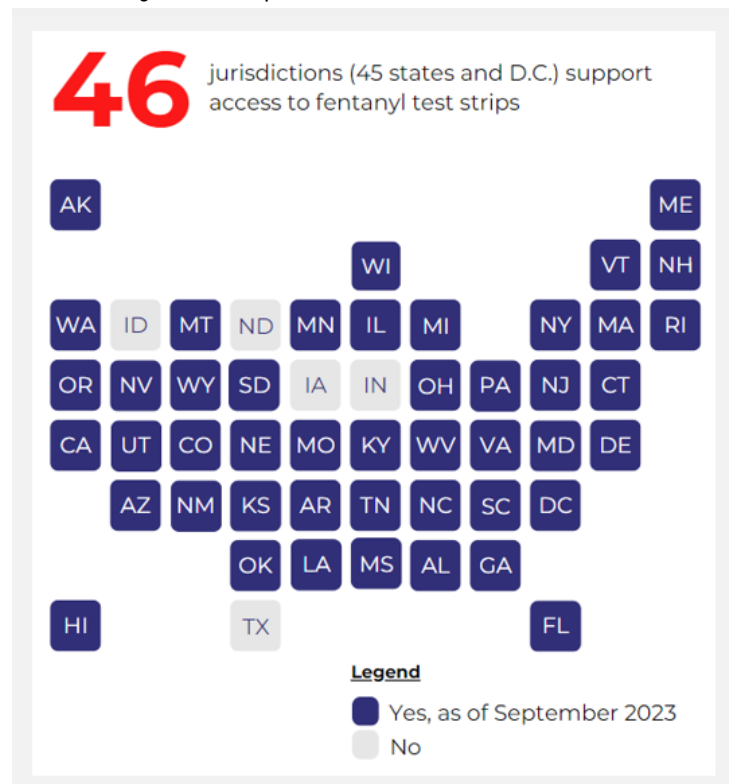 46
jurisdictions (45 states and D.C.) support
access to fentanyl test strips
AK ME
WI VT NH
WA ID MT ND MN IL MI NY MA RI
OR NV WY SD IA IN OH PA NJ CT
CA UT CO NE MO KY WV VA MD DE
AZ NM KS AR TN NC SC DC
OK LA MS AL GA
HI TX FL
Legend
Yes, as of September 2023
No